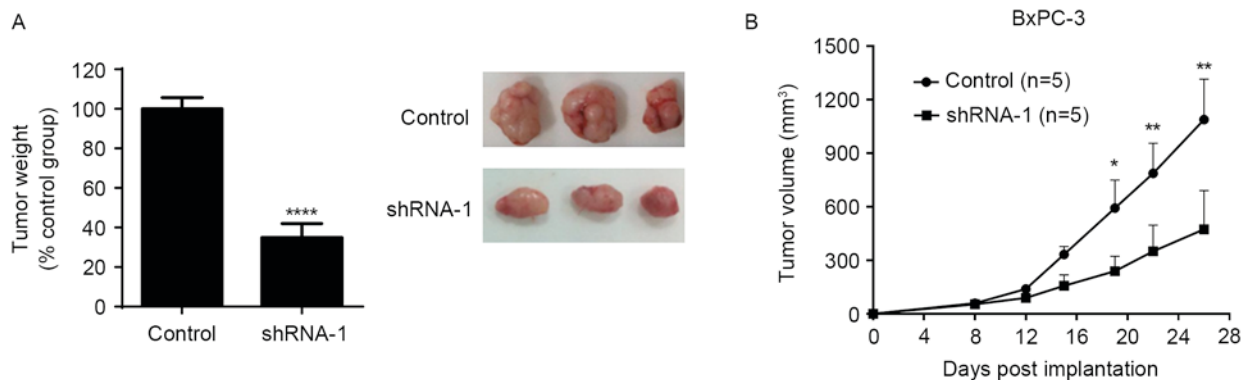 A
Tumor weight
(% control group)
120
100
80
60
40
20
0
****
Control
shRNA-1
Control
shRNA-1
B
BxPC-3
Tumor volume (mm³)
1500
1200
900
600
300
0
Control (n=5)
shRNA-1 (n=5)
*
**
**
0 4 8 12 16 20 24 28
Days post implantation